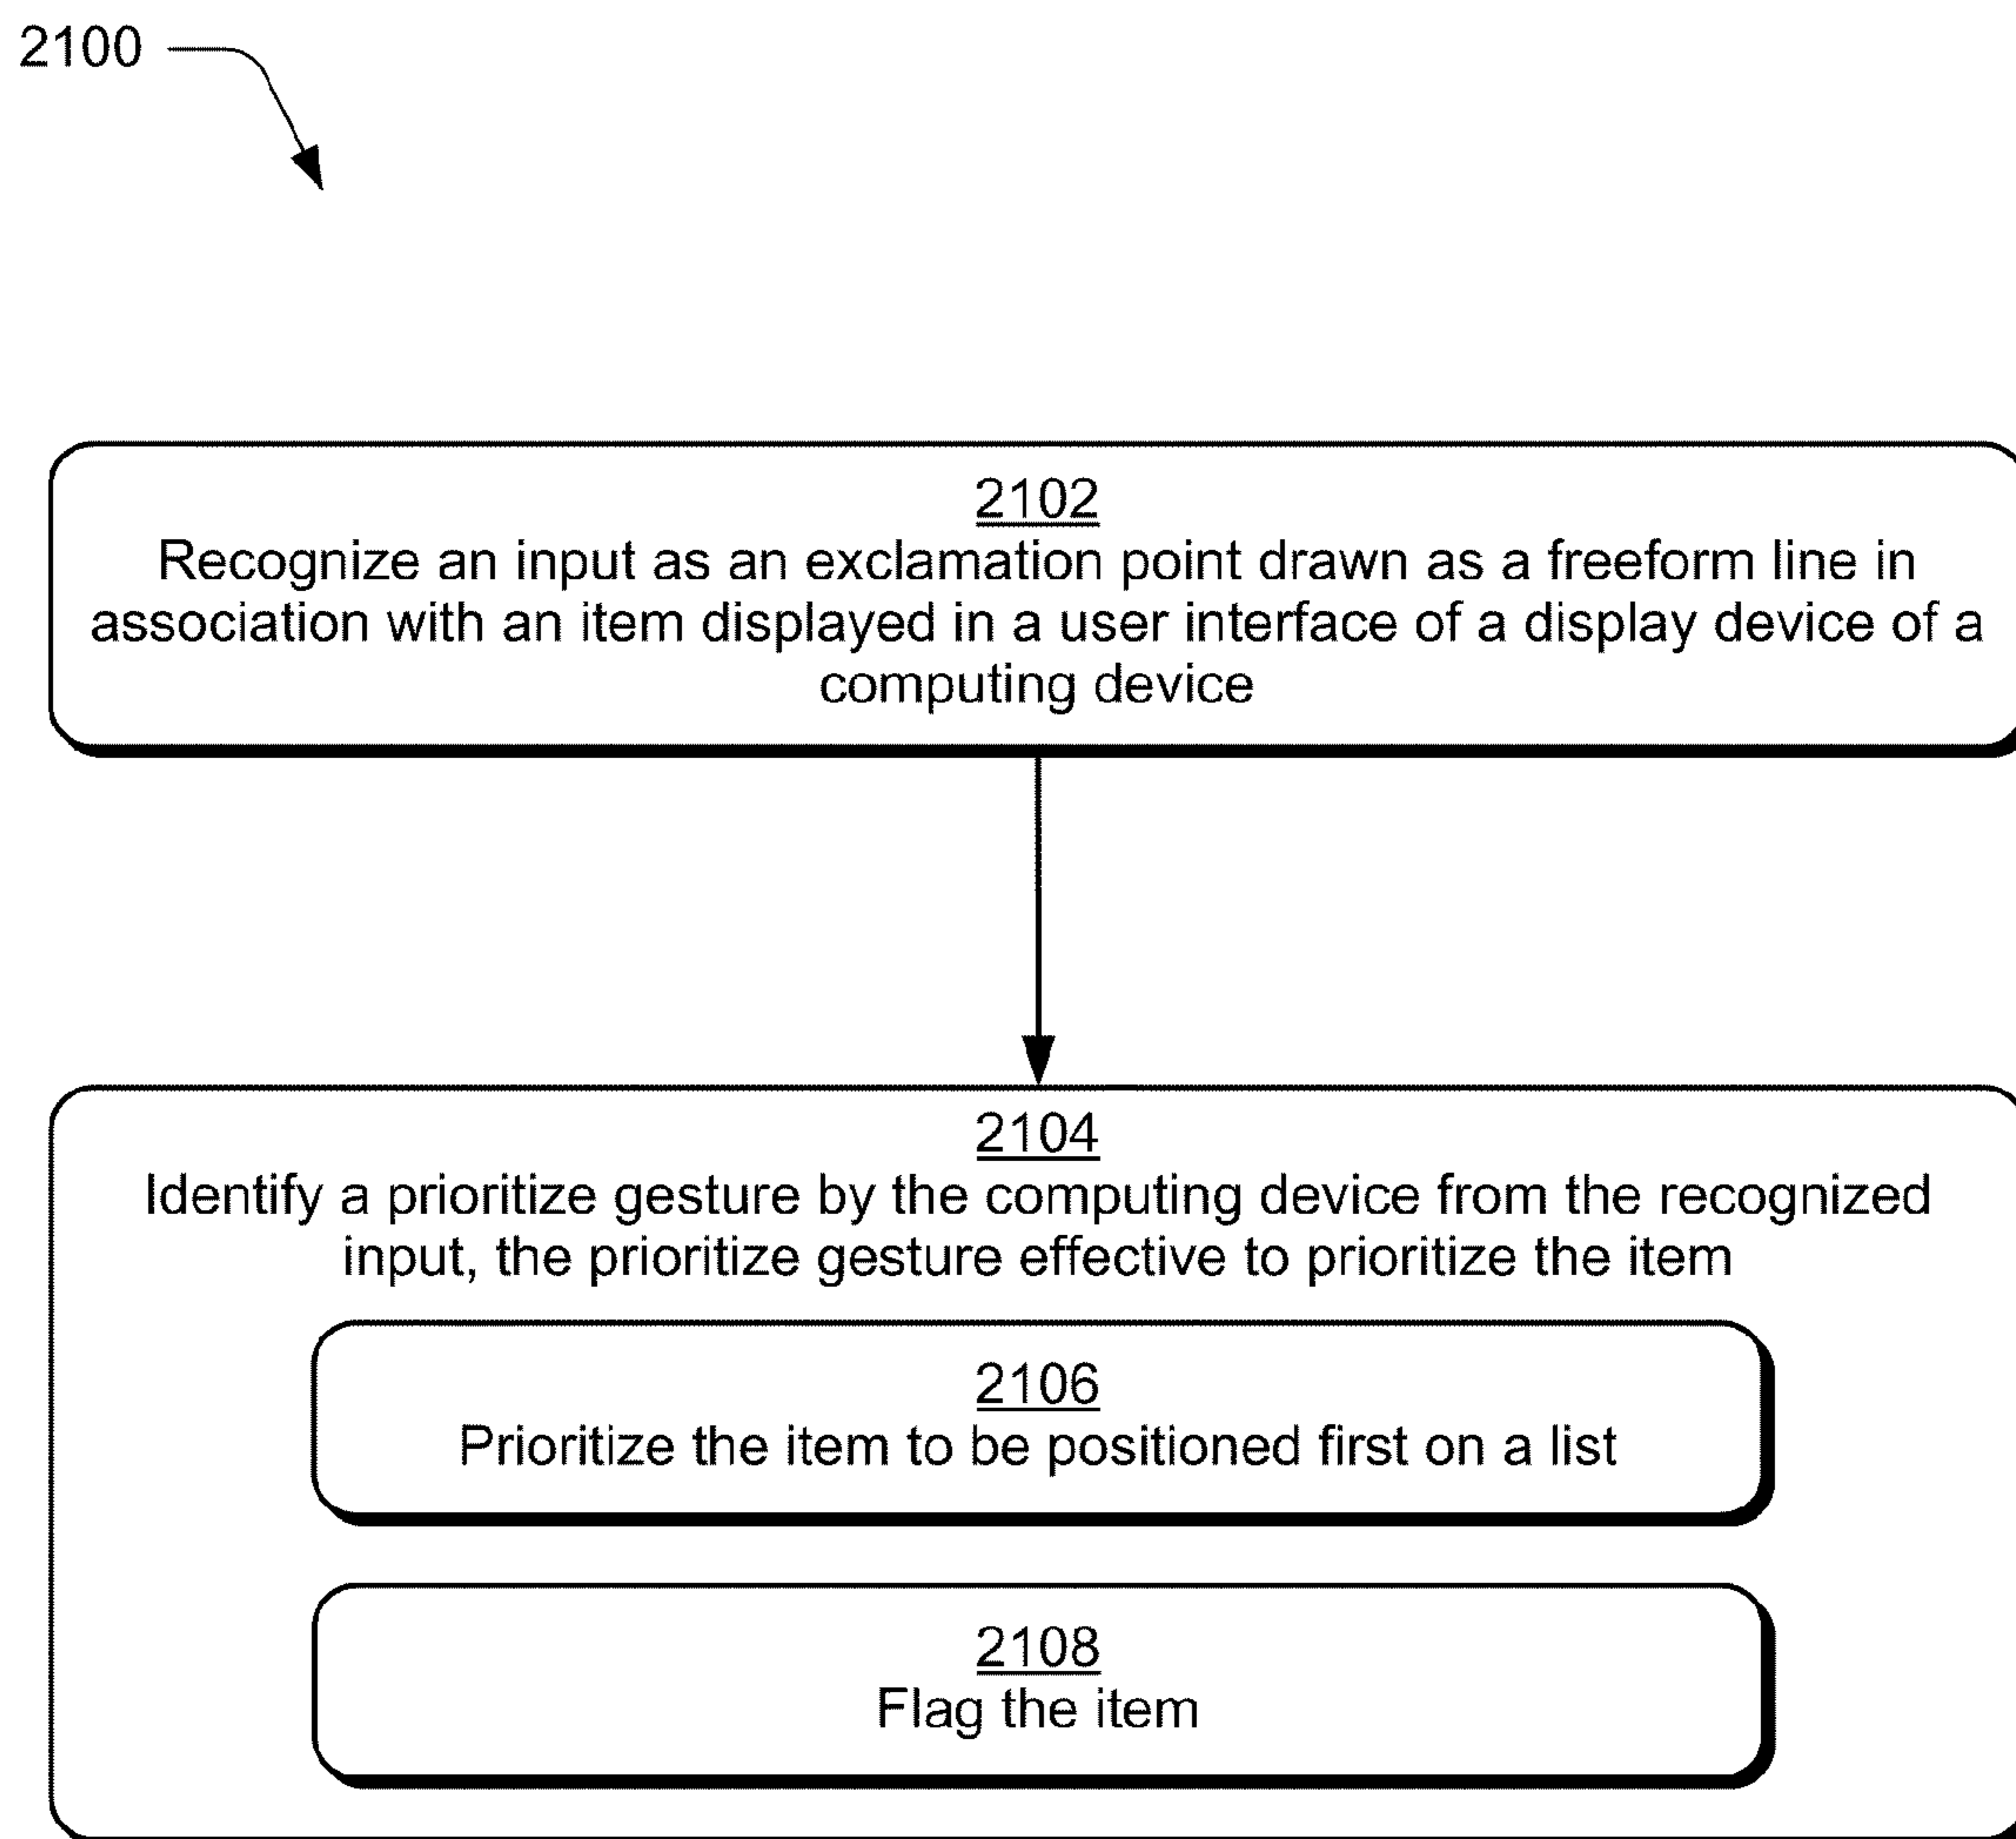 2100
2102
Recognize an input as an exclamation point drawn as a freeform line in
association with an item displayed in a user interface of a display device of a
computing device
2104
Identify a prioritize gesture by the computing device from the recognized
input, the prioritize gesture effective to prioritize the item
2106
Prioritize the item to be positioned first on a list
2108
Flag the item